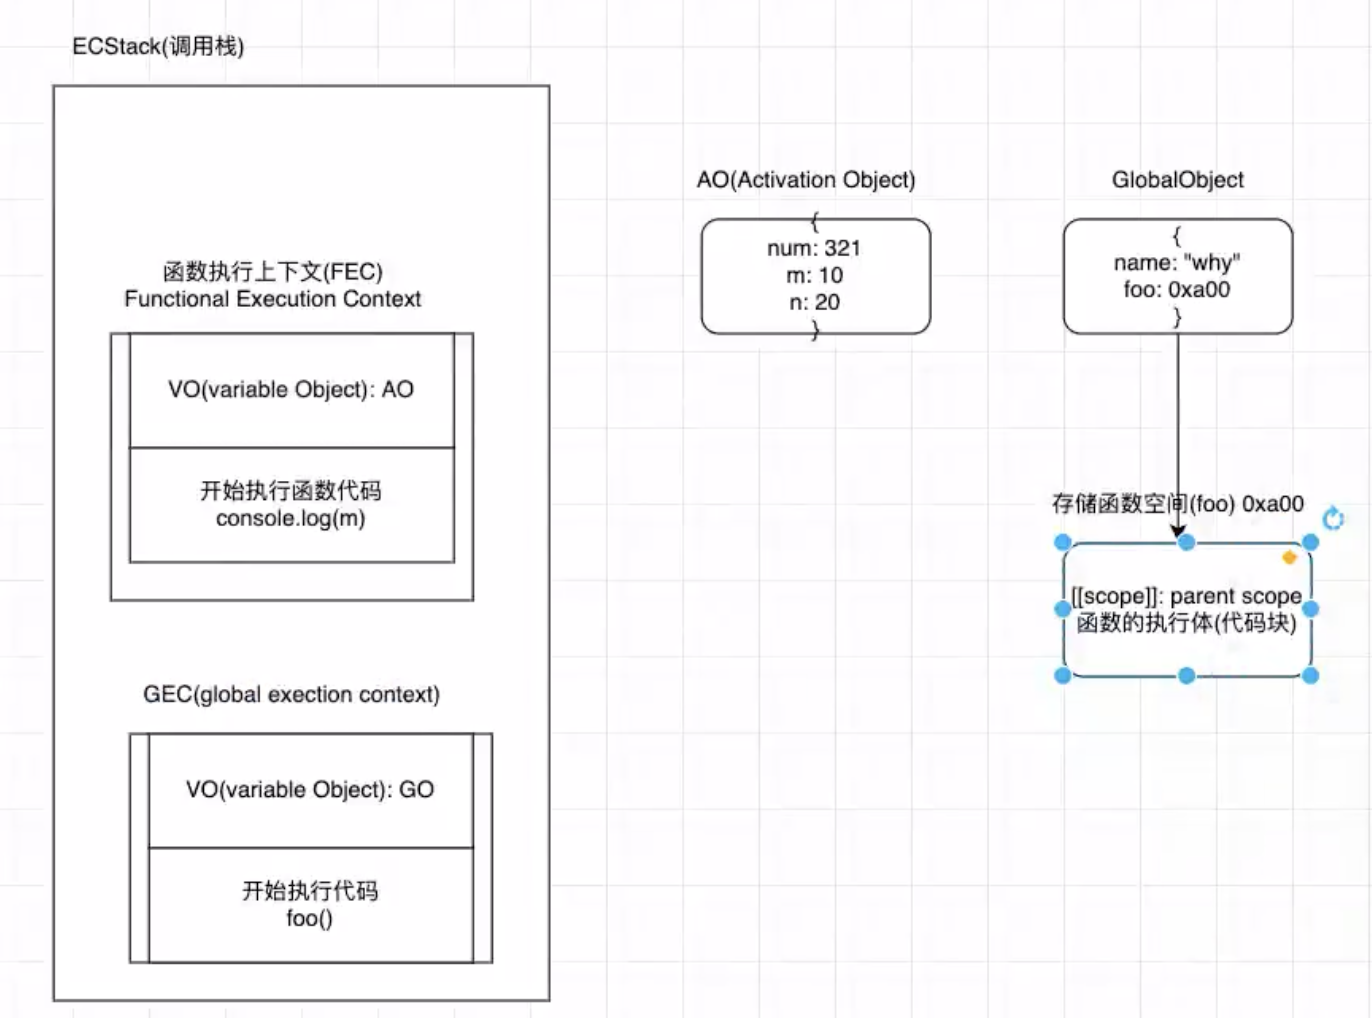 ECStack(调用栈)
函数执行上下文(FEC)
Functional Execution Context
VO(variable Object): AO
开始执行函数代码
console.log(m)
GEC(global exection context)
VO(variable Object): GO
开始执行代码
foo()
AO(Activation Object)
{
num: 321
m: 10
n: 20
}
GlobalObject
{
name: "why"
foo: 0xa00
}
存储函数空间(foo) 0xa00
[[scope]]: parent scope
函数的执行体(代码块)